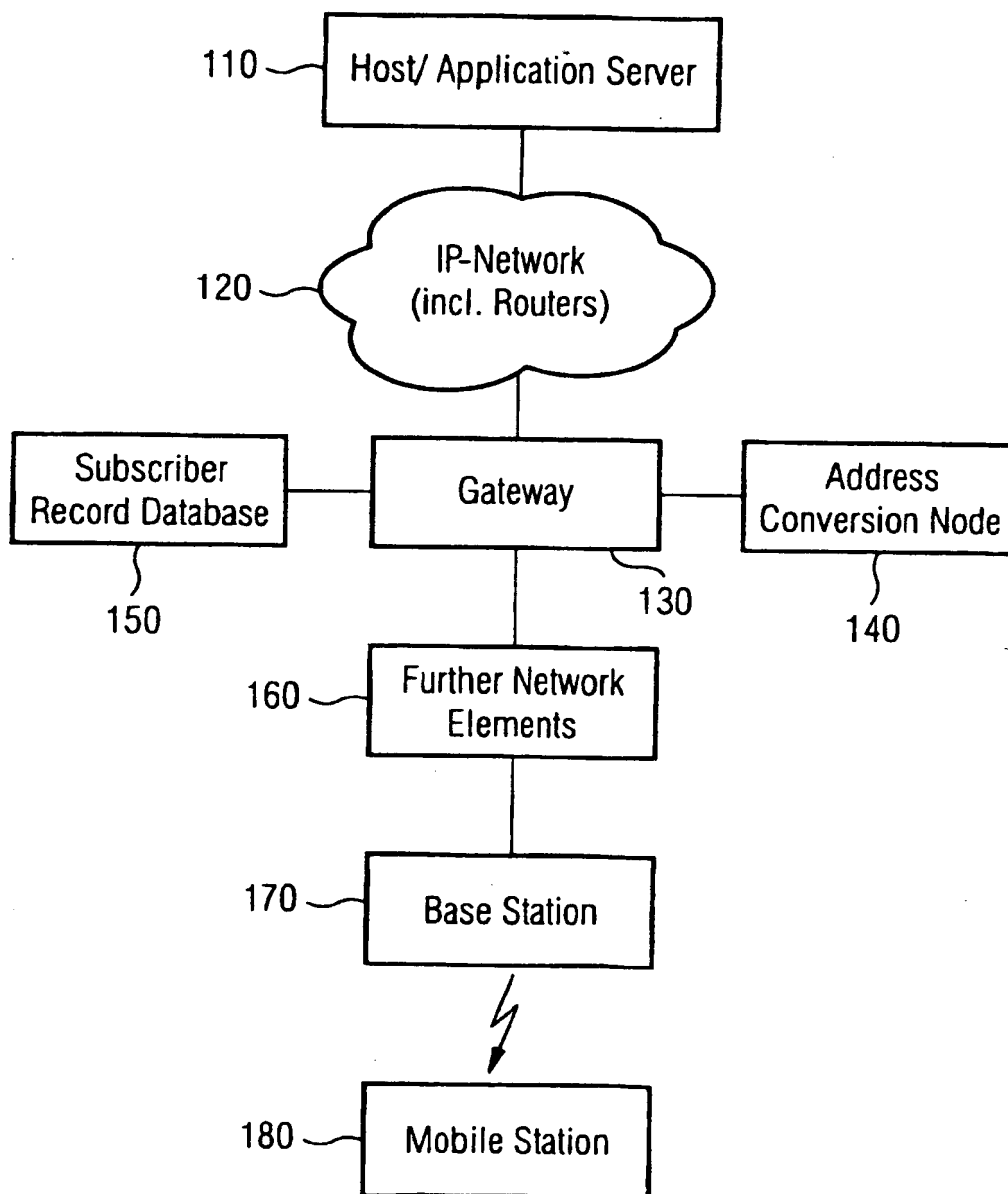 110
Host/ Application Server
IP-Network
(incl. Routers)
120
Subscriber
Record Database
Gateway
Address
Conversion Node
150
130
140
160
Further Network
Elements
170
Base Station
180
Mobile Station